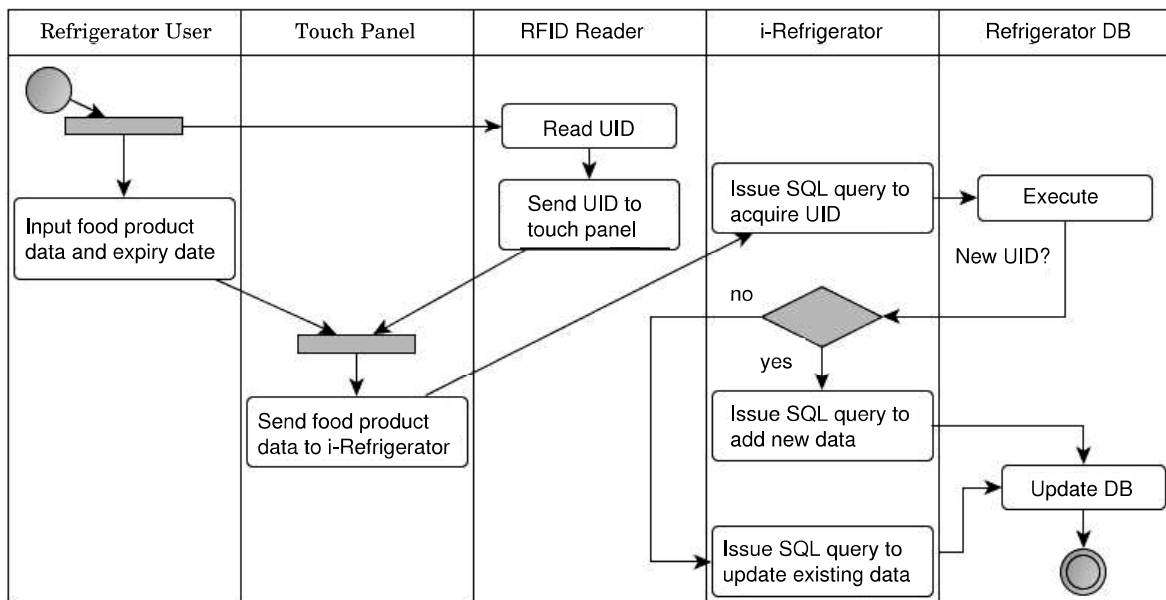 Refrigerator User
Touch Panel
RFID Reader
i-Refrigerator
Refrigerator DB
Read UID
Issue SQL query to
acquire UID
Execute
Send UID to
touch panel
Input food product
data and expiry date
New UID?
no
yes
Send food product
data to i-Refrigerator
Issue SQL query to
add new data
Update DB
Issue SQL query to
update existing data